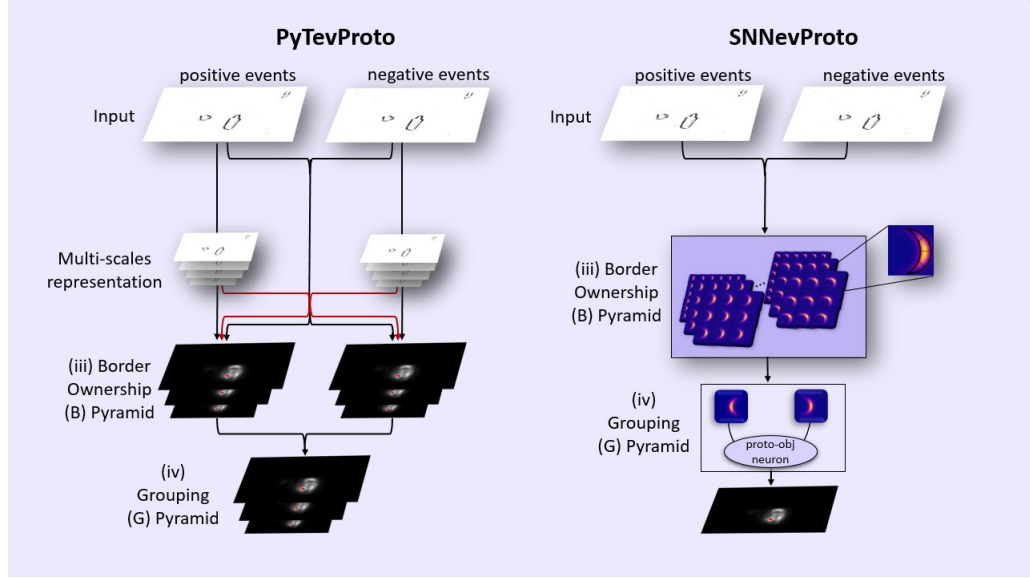 PyTevProto
positive events
negative events
Input
Multi-scales
representation
(iii) Border
Ownership
(B) Pyramid
(iv)
Grouping
(G) Pyramid
SNNevProto
positive events
negative events
Input
(iii) Border
Ownership
(B) Pyramid
(iv)
Grouping
(G) Pyramid
proto-obj
neuron